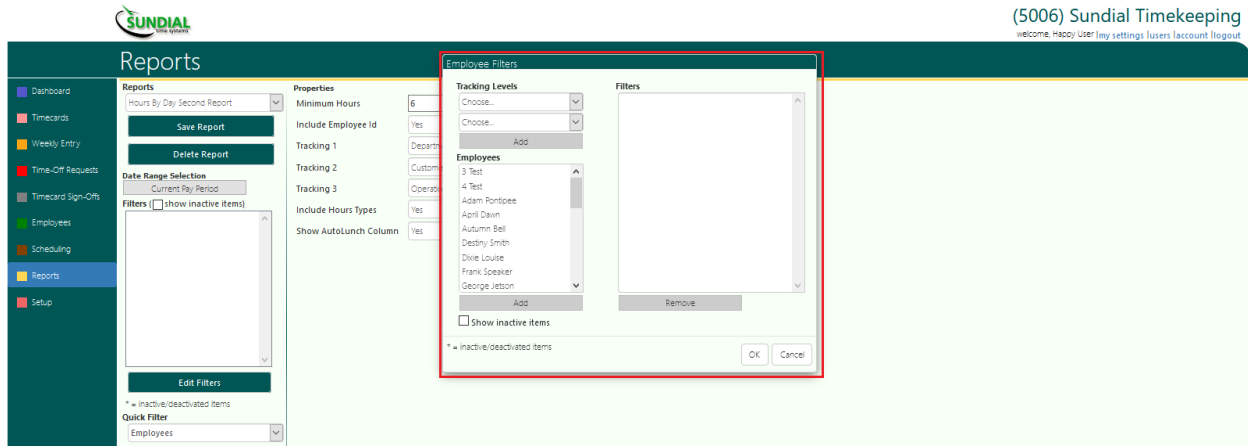 SUNDIAL
time systems
(5006) Sundial Timekeeping
welcome, Happy User |my settings |users |account |logout
Reports
Dashboard
Timecards
Weekly Entry
Time-Off Requests
Timecard Sign-Offs
Employees
Scheduling
Reports
Setup
Reports
Hours By Day Second Report
Save Report
Delete Report
Date Range Selection
Current Pay Period
Filters ( show inactive items)
Edit Filters
* = inactive/deactivated items
Quick Filter
Employees
Properties
Minimum Hours 6
Include Employee Id Yes
Tracking 1 Departm
Tracking 2 Custome
Tracking 3 Operatio
Include Hours Types Yes
Show AutoLunch Column Yes
Employee Filters
Tracking Levels
Choose...
Choose...
Add
Employees
3 Test
4 Test
Adam Pontipee
April Dawn
Autumn Bell
Destiny Smith
Dixie Louise
Frank Speaker
George Jetson
Add
Show inactive items
Filters
Remove
* = inactive/deactivated items
OK Cancel